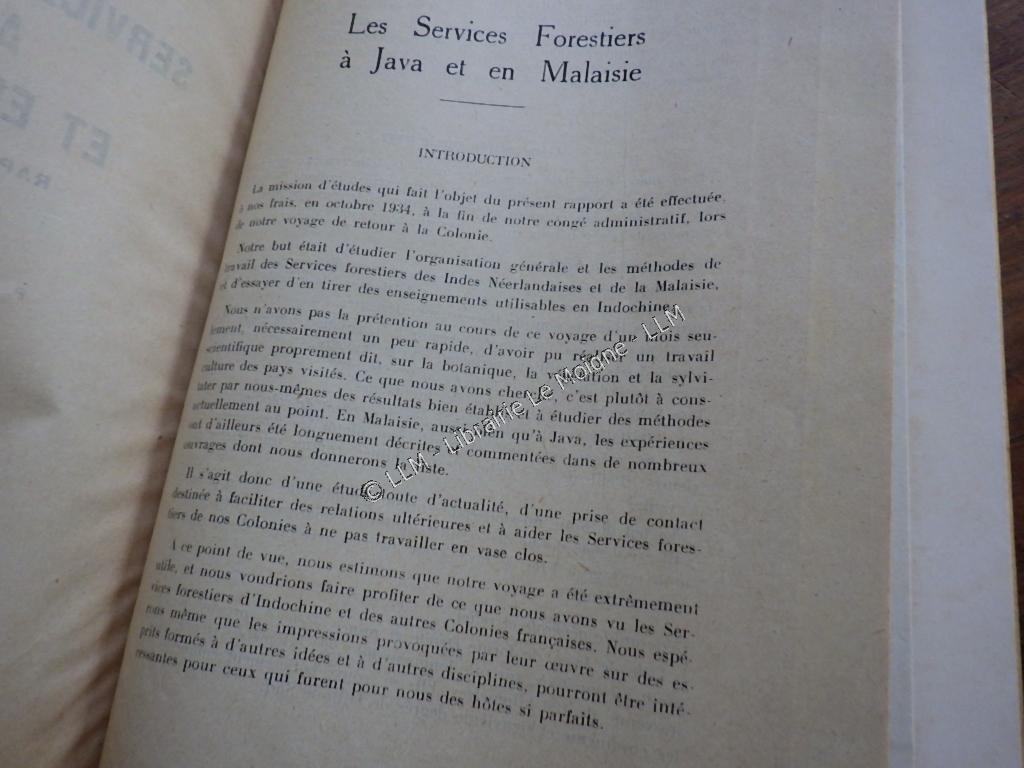 Les Services Forestiers
à Java et en Malaisie
INTRODUCTION
La mission d'études qui fait l'objet du présent rapport a été effectuée,
à nos frais, en octobre 1934, à la fin de notre congé administratif, lors
de notre voyage de retour à la Colonie.
Notre but était d'étudier l'organisation générale et les méthodes de
travail des Services forestiers des Indes Néerlandaises et de la Malaisie,
et d'essayer d'en tirer des enseignements utilisables en Indochine.
Nous n'avons pas la prétention au cours de ce voyage d'un mois seu-
lement, nécessairement un peu rapide, d'avoir pu réaliser un travail
scientifique proprement dit, sur la botanique, la végétation et la sylvi-
culture des pays visités. Ce que nous avons cherché, c'est plutôt à cons-
tater par nous-mêmes des résultats bien établis et à étudier des méthodes
actuellement au point. En Malaisie, aussi bien qu'à Java, les expériences
ont d'ailleurs été longuement décrites et commentées dans de nombreux
ouvrages dont nous donnerons la liste.
Il s'agit donc d'une étude toute d'actualité, d'une prise de contact
destinée à faciliter des relations ultérieures et à aider les Services fores-
tiers de nos Colonies à ne pas travailler en vase clos.
A ce point de vue, nous estimons que notre voyage a été extrêmement
utile, et nous voudrions faire profiter de ce que nous avons vu les Ser-
vices forestiers d'Indochine et des autres Colonies françaises. Nous espé-
rons même que les impressions provoquées par leur œuvre sur des es-
prits formés à d'autres idées et à d'autres disciplines, pourront être inté-
ressantes pour ceux qui furent pour nous des hôtes si parfaits.
© LLM - Librairie Le Molone - LLM
SERVI
ET E
RAP